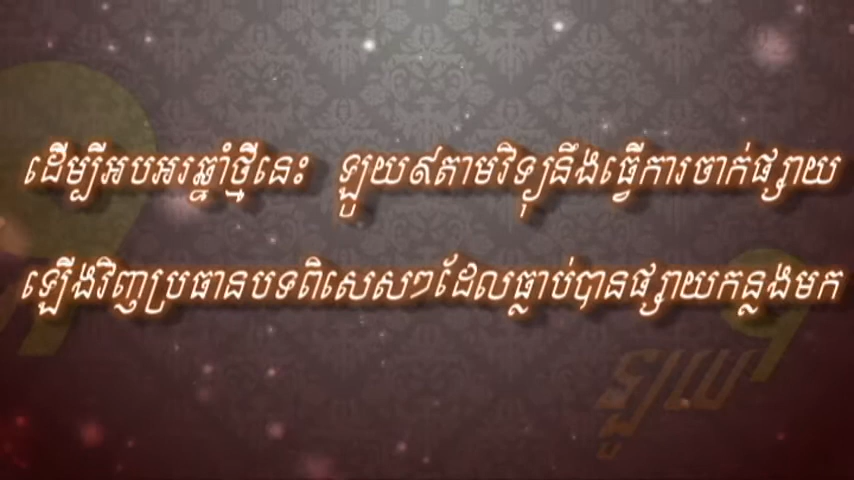 ដើម្បីអបអរឆ្នាំថ្មីនេះ ឡូយ៩តាមវិទ្យុនឹងធ្វើការចាក់ផ្សាយ
ឡើងវិញប្រធានបទពិសេសៗដែលធ្លាប់បានផ្សាយកន្លងមក
ឡូយ៩